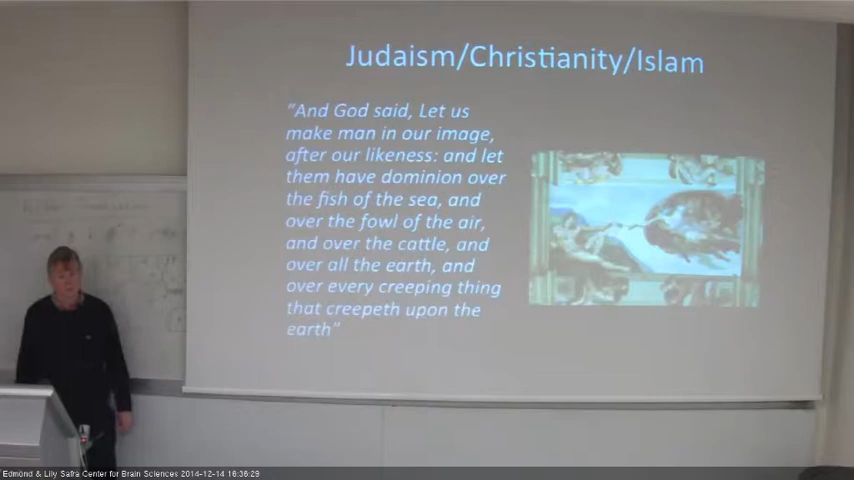 Judaism/Christianity/Islam
"And God said, Let us
make man in our image,
after our likeness: and let
them have dominion over
the fish of the sea, and
over the fowl of the air,
and over the cattle, and
over all the earth, and
over every creeping thing
that creepeth upon the
earth"
Edmond & Lily Safra Center for Brain Sciences 2014-12-14 16:36:29